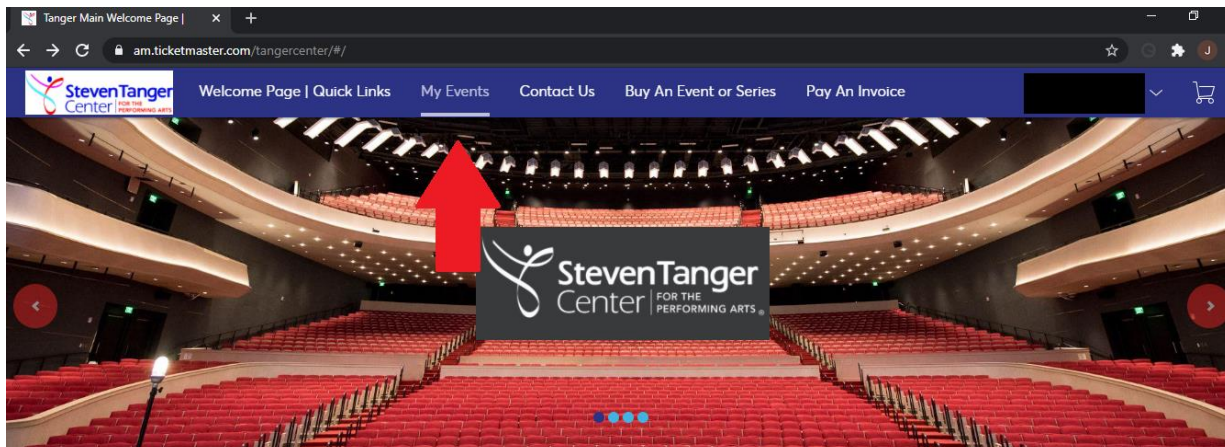 Tanger Main Welcome Page |
am.ticketmaster.com/tangercenter/#/
J
StevenTanger
Center | FOR THE PERFORMING ARTS
Welcome Page | Quick Links My Events Contact Us Buy An Event or Series Pay An Invoice
StevenTanger
Center | FOR THE
PERFORMING ARTS®